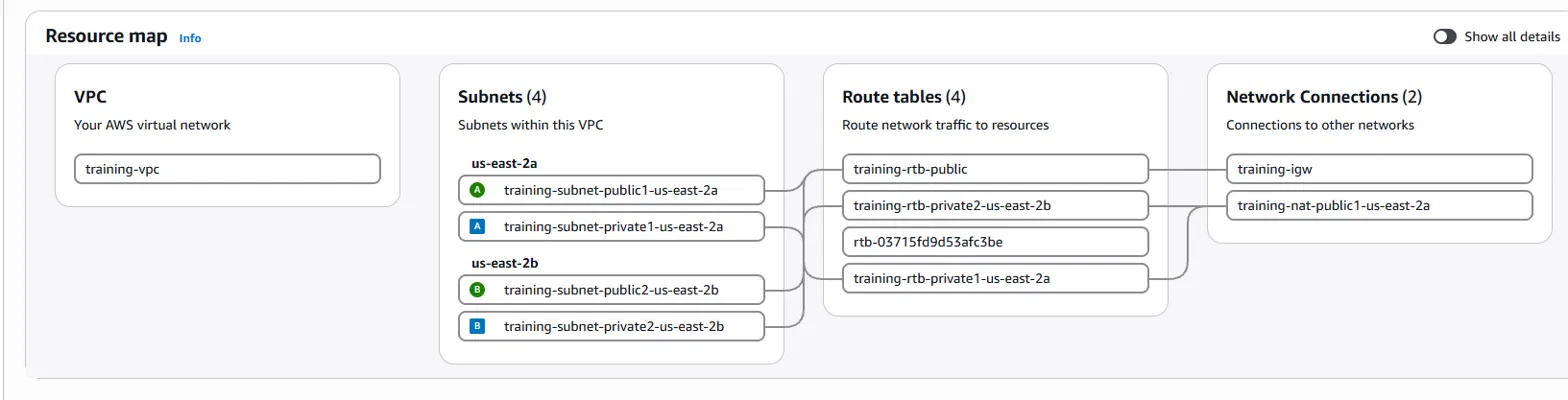 Resource map Info
Show all details
VPC
Your AWS virtual network
training-vpc
Subnets (4)
Subnets within this VPC
us-east-2a
A training-subnet-public1-us-east-2a
A training-subnet-private1-us-east-2a
us-east-2b
B training-subnet-public2-us-east-2b
B training-subnet-private2-us-east-2b
Route tables (4)
Route network traffic to resources
training-rtb-public
training-rtb-private2-us-east-2b
rtb-03715fd9d53afc3be
training-rtb-private1-us-east-2a
Network Connections (2)
Connections to other networks
training-igw
training-nat-public1-us-east-2a